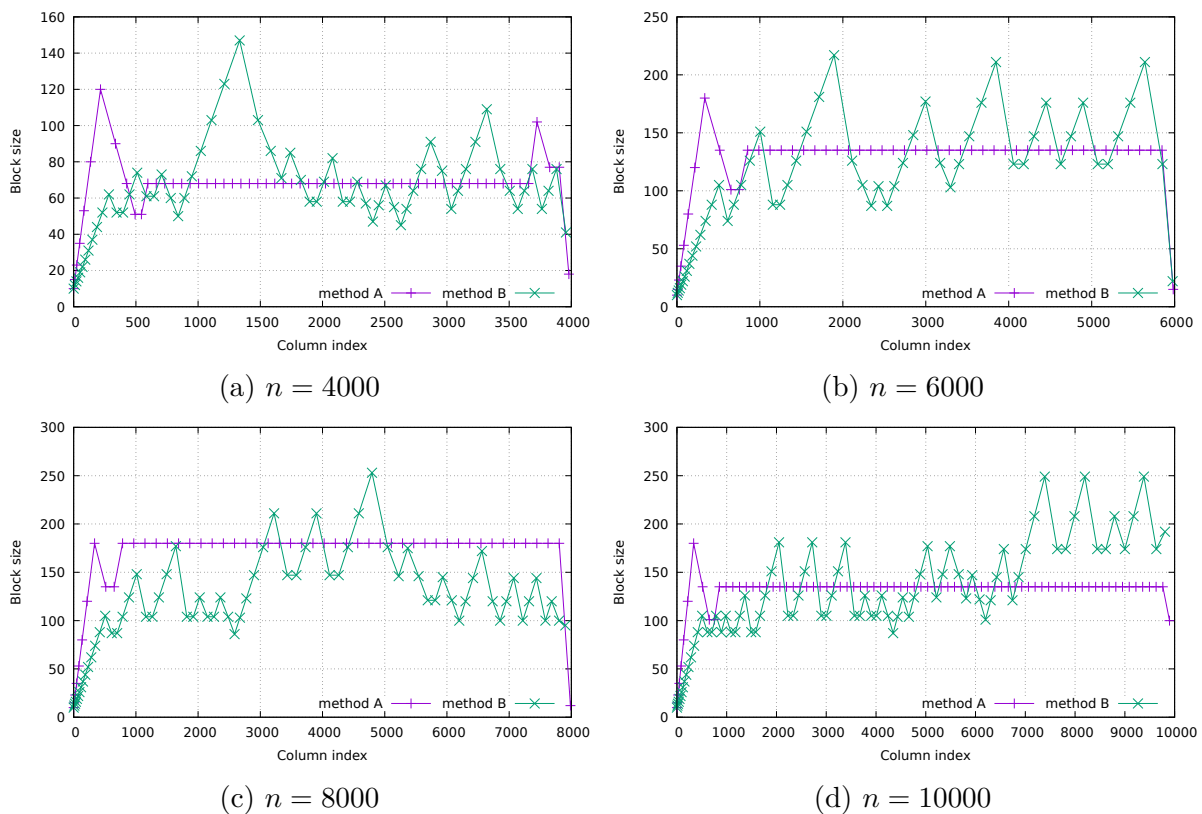 160
140
120
100
80
60
40
20
0
Block size
0 500 1000 1500 2000 2500 3000 3500 4000
Column index
method A method B
(a) n = 4000
250
200
150
100
50
0
Block size
0 1000 2000 3000 4000 5000 6000
Column index
method A method B
(b) n = 6000
300
250
200
150
100
50
0
Block size
0 1000 2000 3000 4000 5000 6000 7000 8000
Column index
method A method B
(c) n = 8000
300
250
200
150
100
50
0
Block size
0 1000 2000 3000 4000 5000 6000 7000 8000 9000 10000
Column index
method A method B
(d) n = 10000